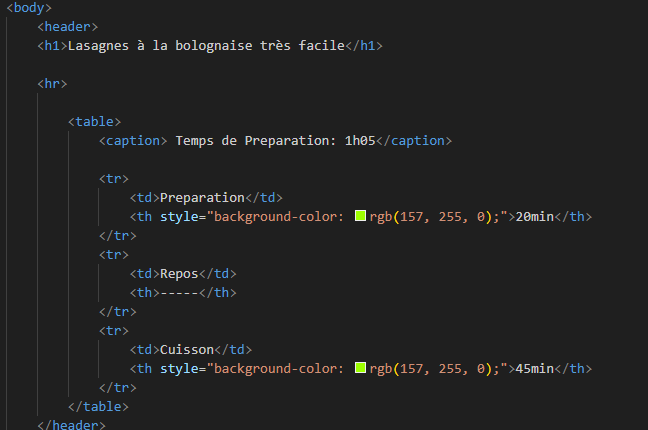 <body>
<header>
<h1>Lasagnes à la bolognaise très facile</h1>
<hr>
<table>
<caption> Temps de Preparation: 1h05</caption>
<tr>
<td>Preparation</td>
<th style="background-color: rgb(157, 255, 0);">20min</th>
</tr>
<tr>
<td>Repos</td>
<th>-----</th>
</tr>
<tr>
<td>Cuisson</td>
<th style="background-color: rgb(157, 255, 0);">45min</th>
</tr>
</table>
</header>